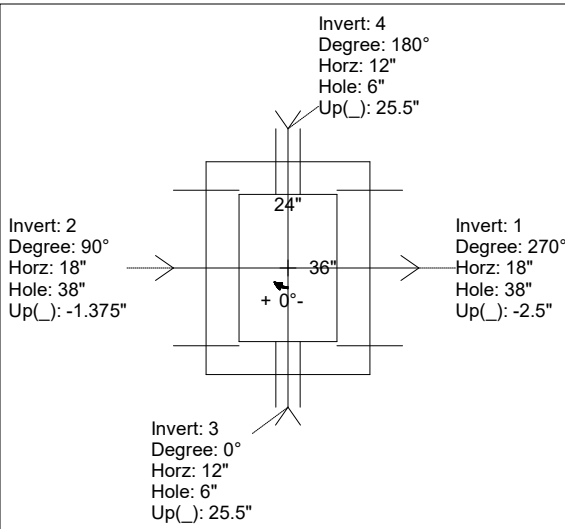 Invert: 4
Degree: 180°
Horz: 12"
Hole: 6"
Up(_): 25.5"
24"
Invert: 2
Degree: 90°
Horz: 18"
Hole: 38"
Up(_): -1.375"
36"
+ 0°-
Invert: 1
Degree: 270°
Horz: 18"
Hole: 38"
Up(_): -2.5"
Invert: 3
Degree: 0°
Horz: 12"
Hole: 6"
Up(_): 25.5"